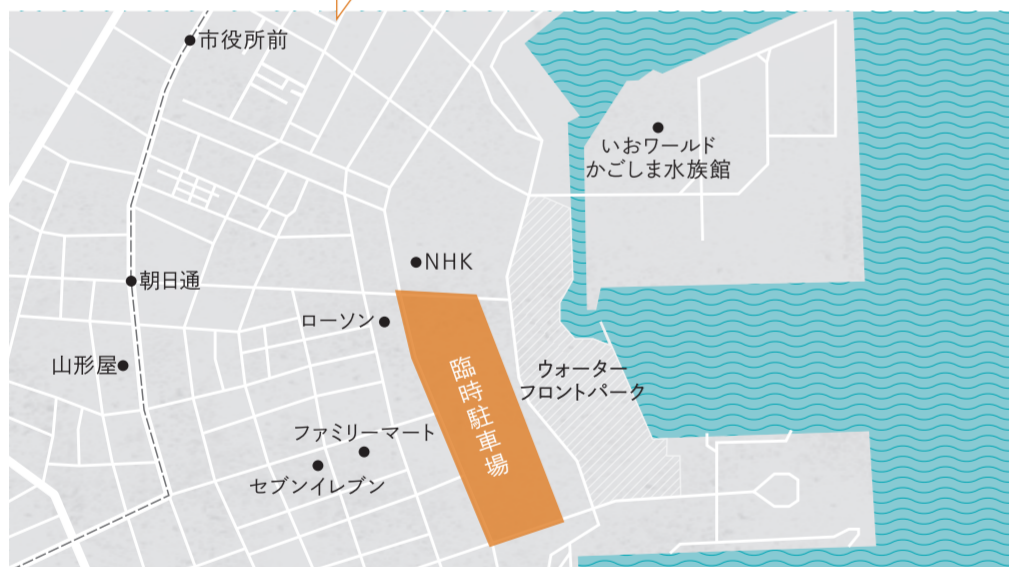 市役所前
いおワールド
かごしま水族館
NHK
朝日通
ローソン
山形屋
臨時駐車場
ウォーター
フロントパーク
ファミリーマート
セブンイレブン